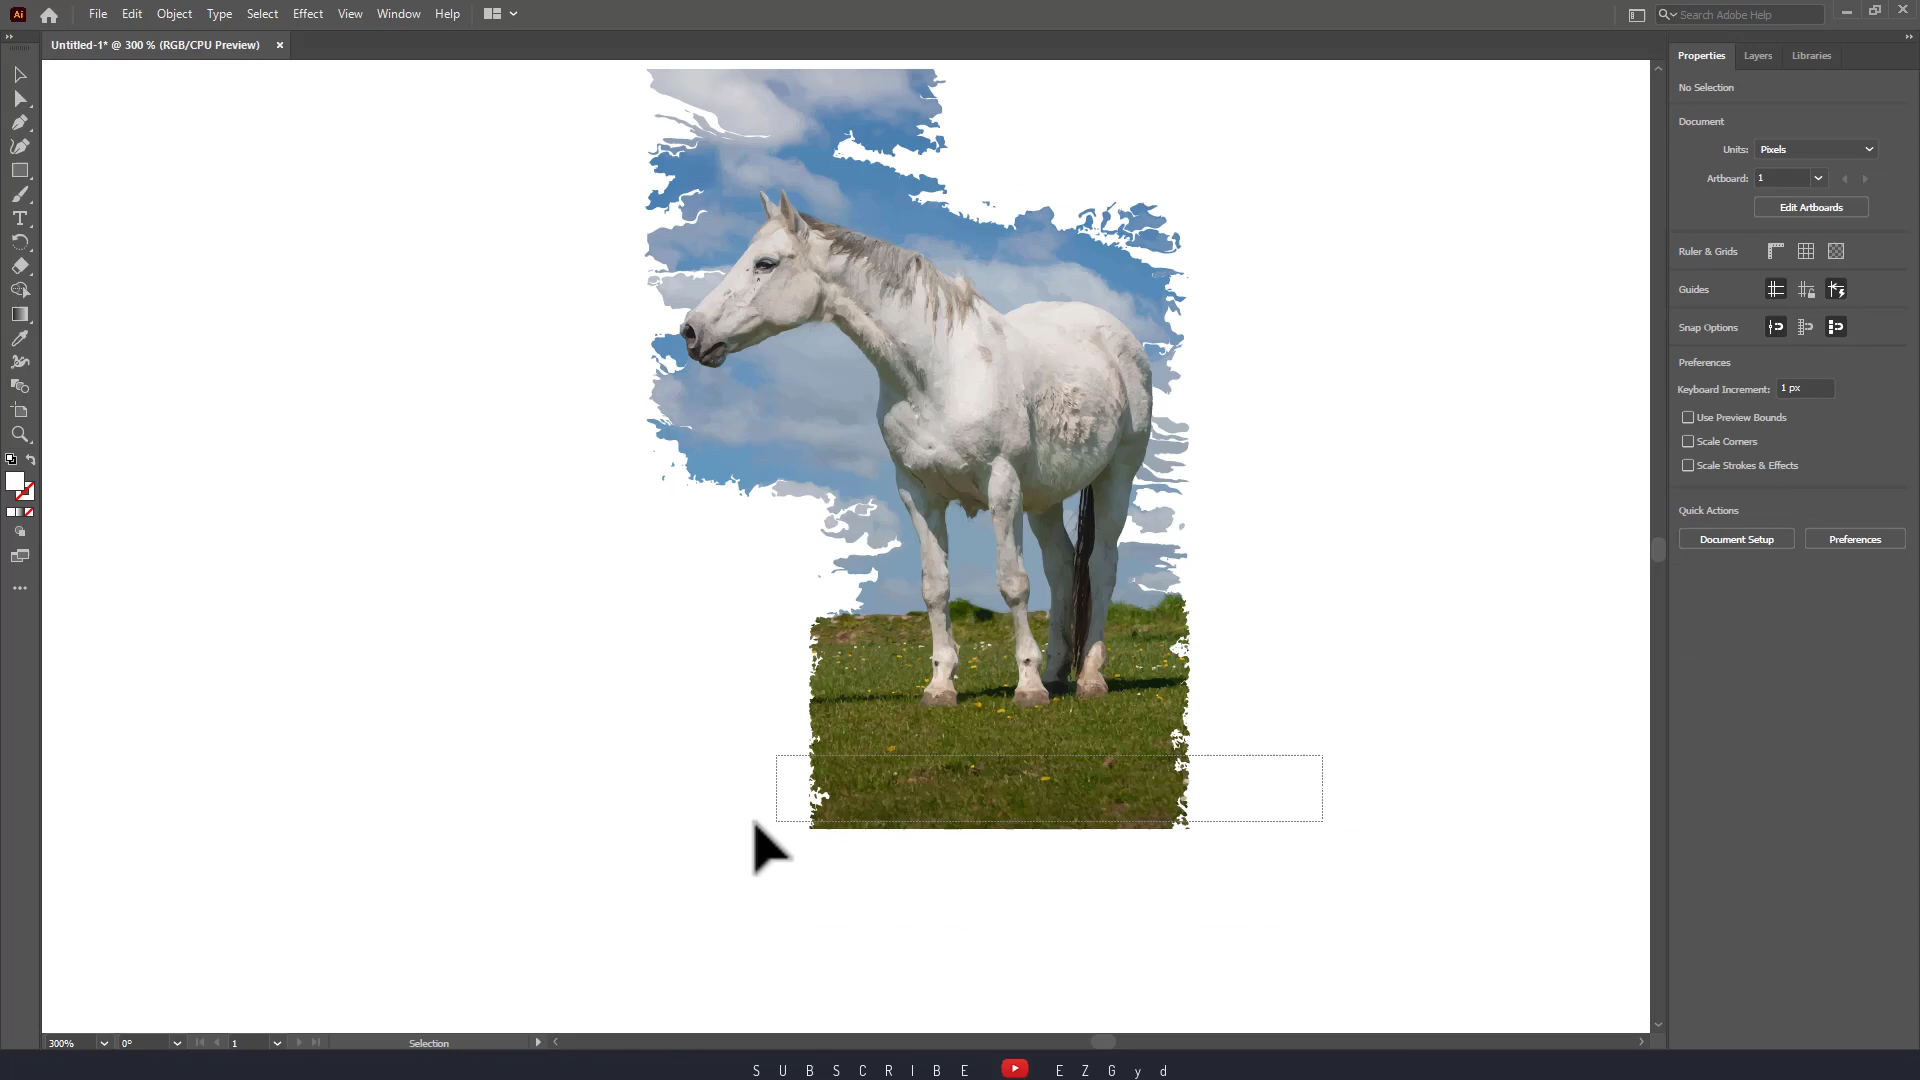 Ai File Edit Object Type Select Effect View Window Help Search Adobe Help
Untitled-1* @ 300 % (RGB/CPU Preview) ×
Properties Layers Libraries
No Selection
Document
Units: Pixels
Artboard: 1
Edit Artboards
Ruler & Grids
Guides
Snap Options
Preferences
Keyboard Increment: 1 px
Use Preview Bounds
Scale Corners
Scale Strokes & Effects
Quick Actions
Document Setup Preferences
300% 0° 1 Selection
SUBSCRIBE EZGyd